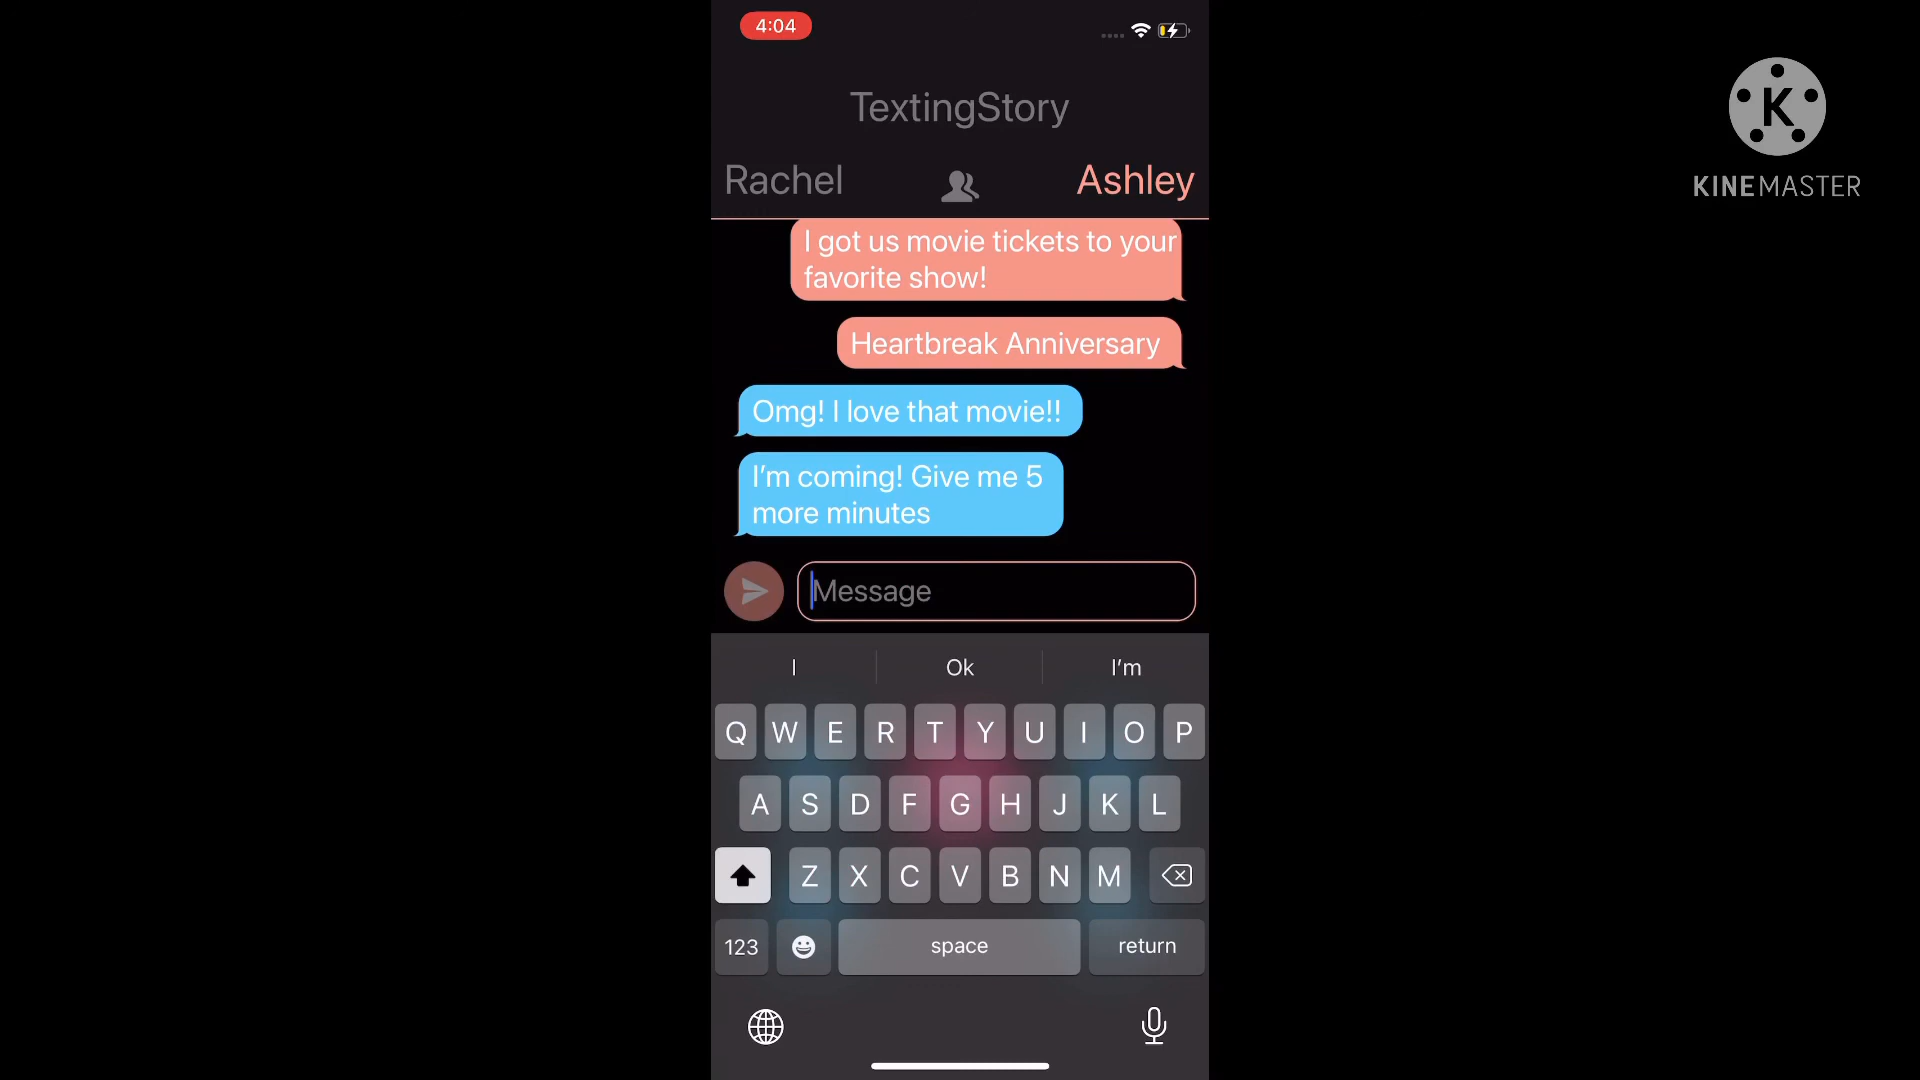 4:04
TextingStory
Rachel
Ashley
I got us movie tickets to your
favorite show!
Heartbreak Anniversary
Omg! I love that movie!!
I’m coming! Give me 5
more minutes
Message
I
Ok
I’m
Q W E R T Y U I O P
A S D F G H J K L
Z X C V B N M
123
space
return
K
KINEMASTER